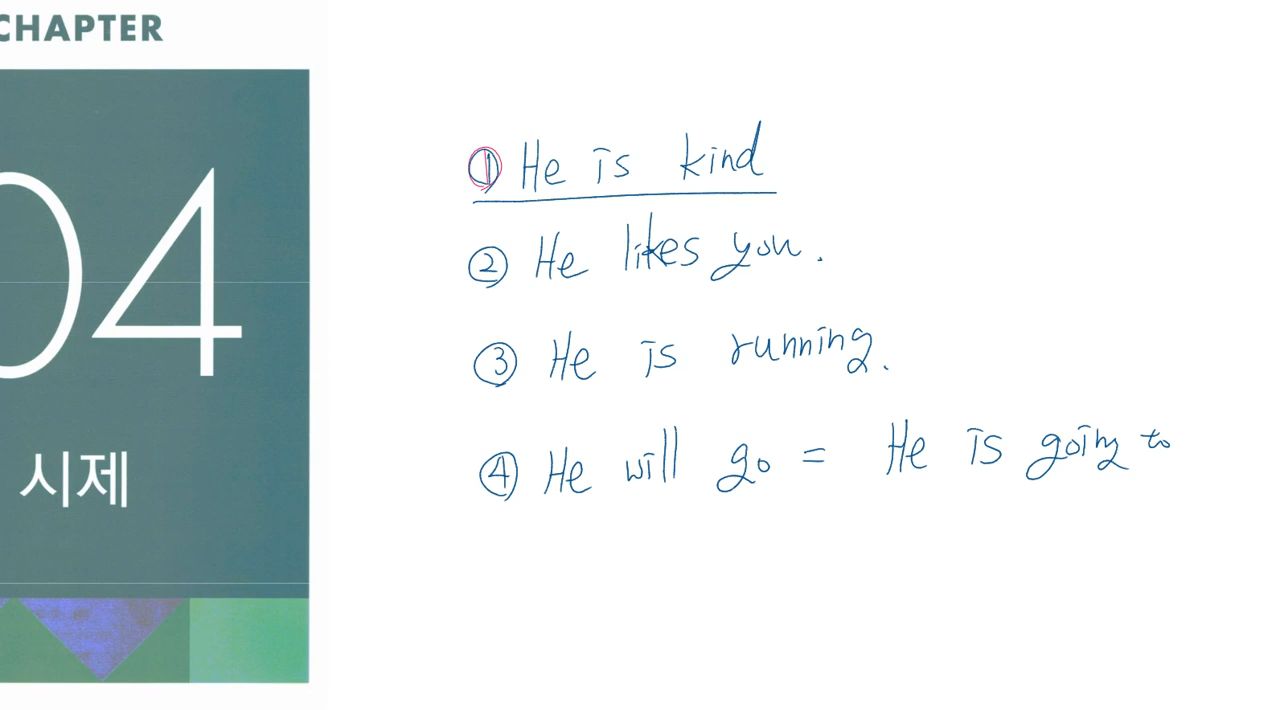 CHAPTER
04
시제
① He is kind
② He likes you.
③ He is running.
④ He will go = He is going to